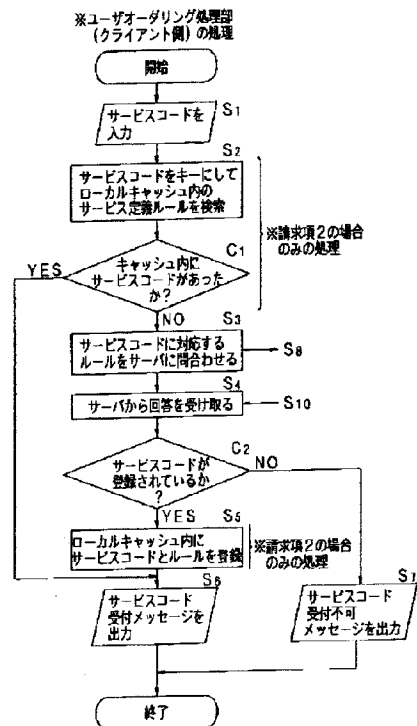 ※ユーザオーダリング処理部
(クライアント側)の処理
開始
サービスコードを
入力
S1
S2
サービスコードをキーにして
ローカルキャッシュ内の
サービス定義ルールを検索
※請求項2の場合
のみの処理
C1
キャッシュ内に
サービスコードがあった
か?
YES
NO
S3
サービスコードに対応する
ルールをサーバに問合わせる
S8
S4
サーバから回答を受け取る
S10
C2
サービスコードが
登録されているか
?
NO
YES
S5
ローカルキャッシュ内に
サービスコードとルールを登録
※請求項2の場合
のみの処理
S6
サービスコード
受付メッセージを
出力
S7
サービスコード
受付不可
メッセージを出力
終了